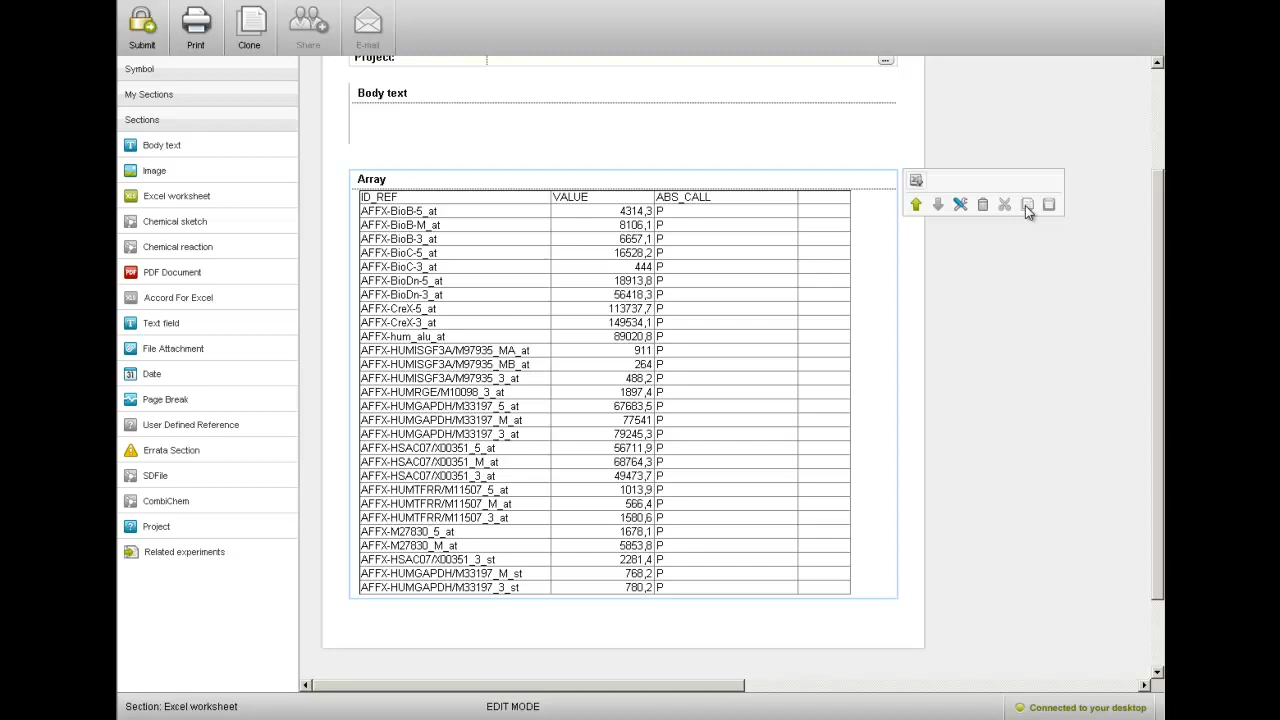 Submit Print Clone Share E-mail
Symbol
My Sections
Sections
Body text
Image
Excel worksheet
Chemical sketch
Chemical reaction
PDF Document
Accord For Excel
Text field
File Attachment
Date
Page Break
User Defined Reference
Errata Section
SDFile
CombiChem
Project
Related experiments
Project:
...
Body text
Array
ID_REF VALUE ABS_CALL
AFFX-BioB-5_at 4314,3 P
AFFX-BioB-M_at 8106,1 P
AFFX-BioB-3_at 6657,1 P
AFFX-BioC-5_at 16528,2 P
AFFX-BioC-3_at 444 P
AFFX-BioDn-5_at 18913,8 P
AFFX-BioDn-3_at 56418,3 P
AFFX-CreX-5_at 113737,7 P
AFFX-CreX-3_at 149534,1 P
AFFX-hum_alu_at 89020,8 P
AFFX-HUMISGF3A/M97935_MA_at 911 P
AFFX-HUMISGF3A/M97935_MB_at 264 P
AFFX-HUMISGF3A/M97935_3_at 488,2 P
AFFX-HUMRGE/M10098_3_at 1897,4 P
AFFX-HUMGAPDH/M33197_5_at 67683,5 P
AFFX-HUMGAPDH/M33197_M_at 77541 P
AFFX-HUMGAPDH/M33197_3_at 79245,3 P
AFFX-HSAC07/X00351_5_at 56711,9 P
AFFX-HSAC07/X00351_M_at 68764,3 P
AFFX-HSAC07/X00351_3_at 49473,7 P
AFFX-HUMTFRR/M11507_5_at 1013,9 P
AFFX-HUMTFRR/M11507_M_at 566,4 P
AFFX-HUMTFRR/M11507_3_at 1580,6 P
AFFX-M27830_5_at 1678,1 P
AFFX-M27830_M_at 5853,8 P
AFFX-HSAC07/X00351_3_st 2281,4 P
AFFX-HUMGAPDH/M33197_M_st 768,2 P
AFFX-HUMGAPDH/M33197_3_st 780,2 P
Section: Excel worksheet EDIT MODE Connected to your desktop